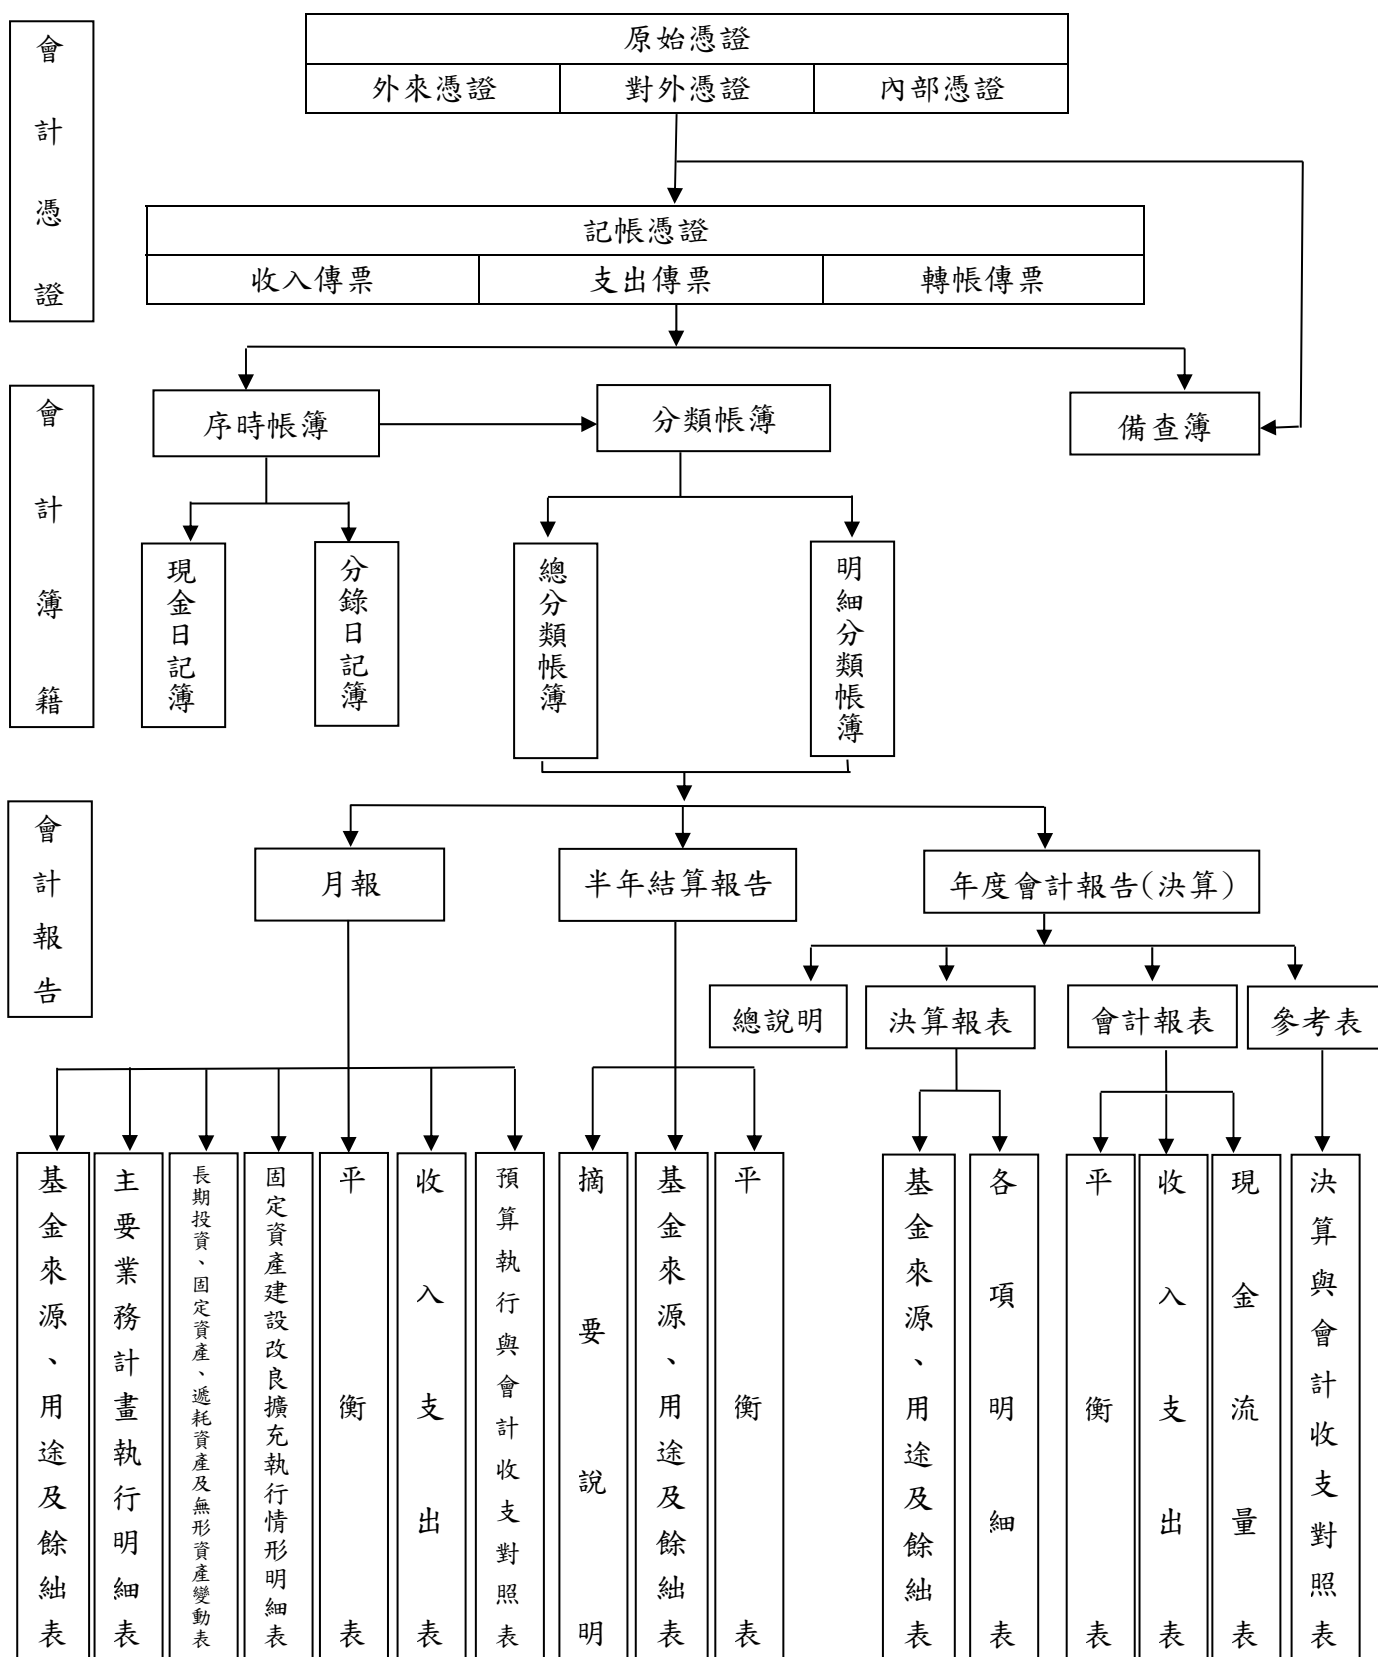 會計憑證
原始憑證
外來憑證
對外憑證
內部憑證
記帳憑證
收入傳票
支出傳票
轉帳傳票
會計簿籍
序時帳簿
分類帳簿
備查簿
現金日記簿
分錄日記簿
總分類帳簿
明細分類帳簿
會計報告
月報
半年結算報告
年度會計報告(決算)
總說明
決算報表
會計報表
參考表
基金來源、用途及餘絀表
主要業務計畫執行明細表
長期投資、固定資產、遞耗資產及無形資產變動表
固定資產建設改良擴充執行情形明細表
平衡表
收入支出表
預算執行與會計收支對照表
摘要說明
基金來源、用途及餘絀表
平衡表
基金來源、用途及餘絀表
各項明細表
平衡表
收入支出表
現金流量表
決算與會計收支對照表